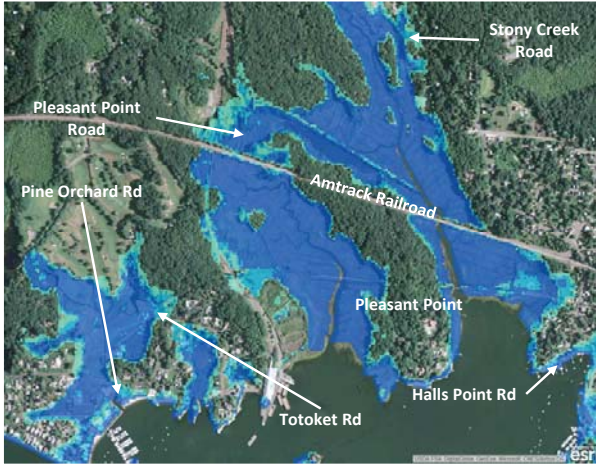 Stony Creek
Road
Pleasant Point
Road
Amtrack Railroad
Pine Orchard Rd
Pleasant Point
Halls Point Rd
Totoket Rd
esri